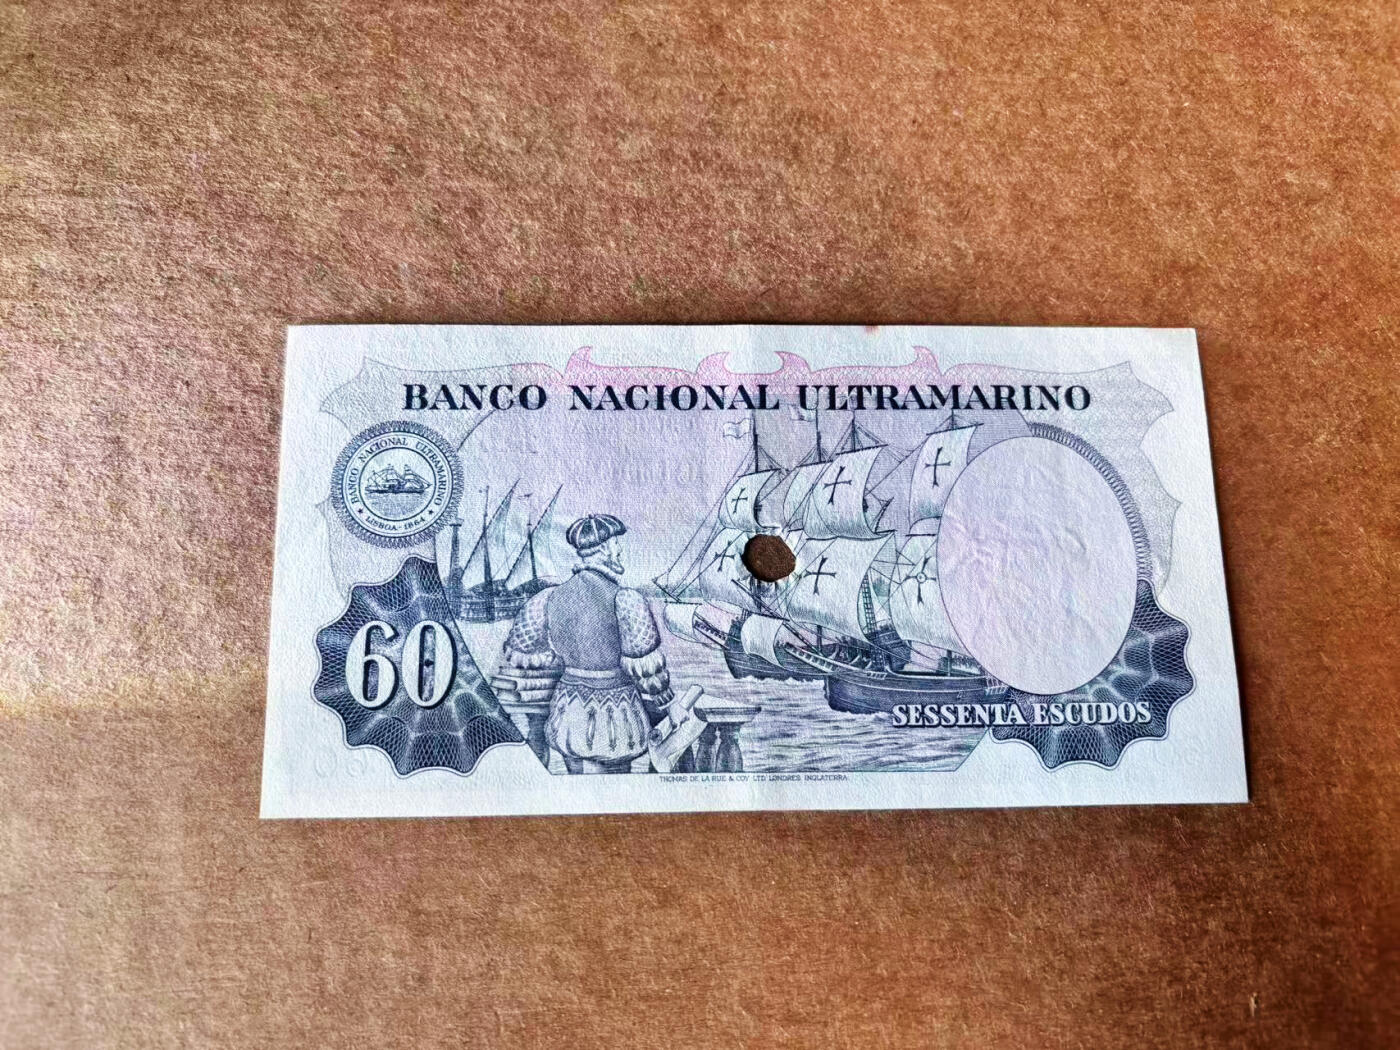 BANCO NACIONAL ULTRAMARINO
BANCO NACIONAL ULTRAMARINO
LISBOA - 1864
60
SESSENTA ESCUDOS
THOMAS DE LA RUE & COY. LTD. LONDRES, INGLATERRA.